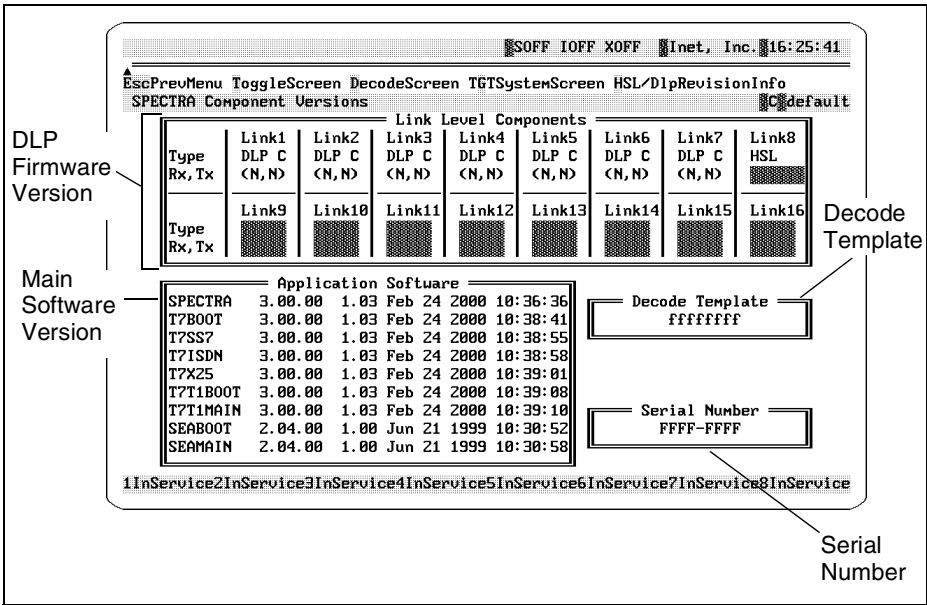 SOFF IOFF XOFF Inet, Inc. 16:25:41
EscPrevMenu ToggleScreen DecodeScreen TGTSystemScreen HSL/DlpRevisionInfo
SPECTRA Component Versions C default
Link Level Components
Link1 Link2 Link3 Link4 Link5 Link6 Link7 Link8
Type DLP C DLP C DLP C DLP C DLP C DLP C DLP C HSL
Rx,Tx (N,N) (N,N) (N,N) (N,N) (N,N) (N,N) (N,N)
Link9 Link10 Link11 Link12 Link13 Link14 Link15 Link16
Type
Rx,Tx
DLP
Firmware
Version
Decode
Template
Main
Software
Version
Application Software
SPECTRA 3.00.00 1.03 Feb 24 2000 10:36:36
T7BOOT 3.00.00 1.03 Feb 24 2000 10:38:41
T7SS7 3.00.00 1.03 Feb 24 2000 10:38:55
T7ISDN 3.00.00 1.03 Feb 24 2000 10:38:58
T7X25 3.00.00 1.03 Feb 24 2000 10:39:01
T7T1BOOT 3.00.00 1.03 Feb 24 2000 10:39:08
T7T1MAIN 3.00.00 1.03 Feb 24 2000 10:39:10
SEABOOT 2.04.00 1.00 Jun 21 1999 10:30:52
SEAMAIN 2.04.00 1.00 Jun 21 1999 10:30:58
Decode Template
ffffffff
Serial Number
FFFF-FFFF
1InService2InService3InService4InService5InService6InService7InService8InService
Serial
Number